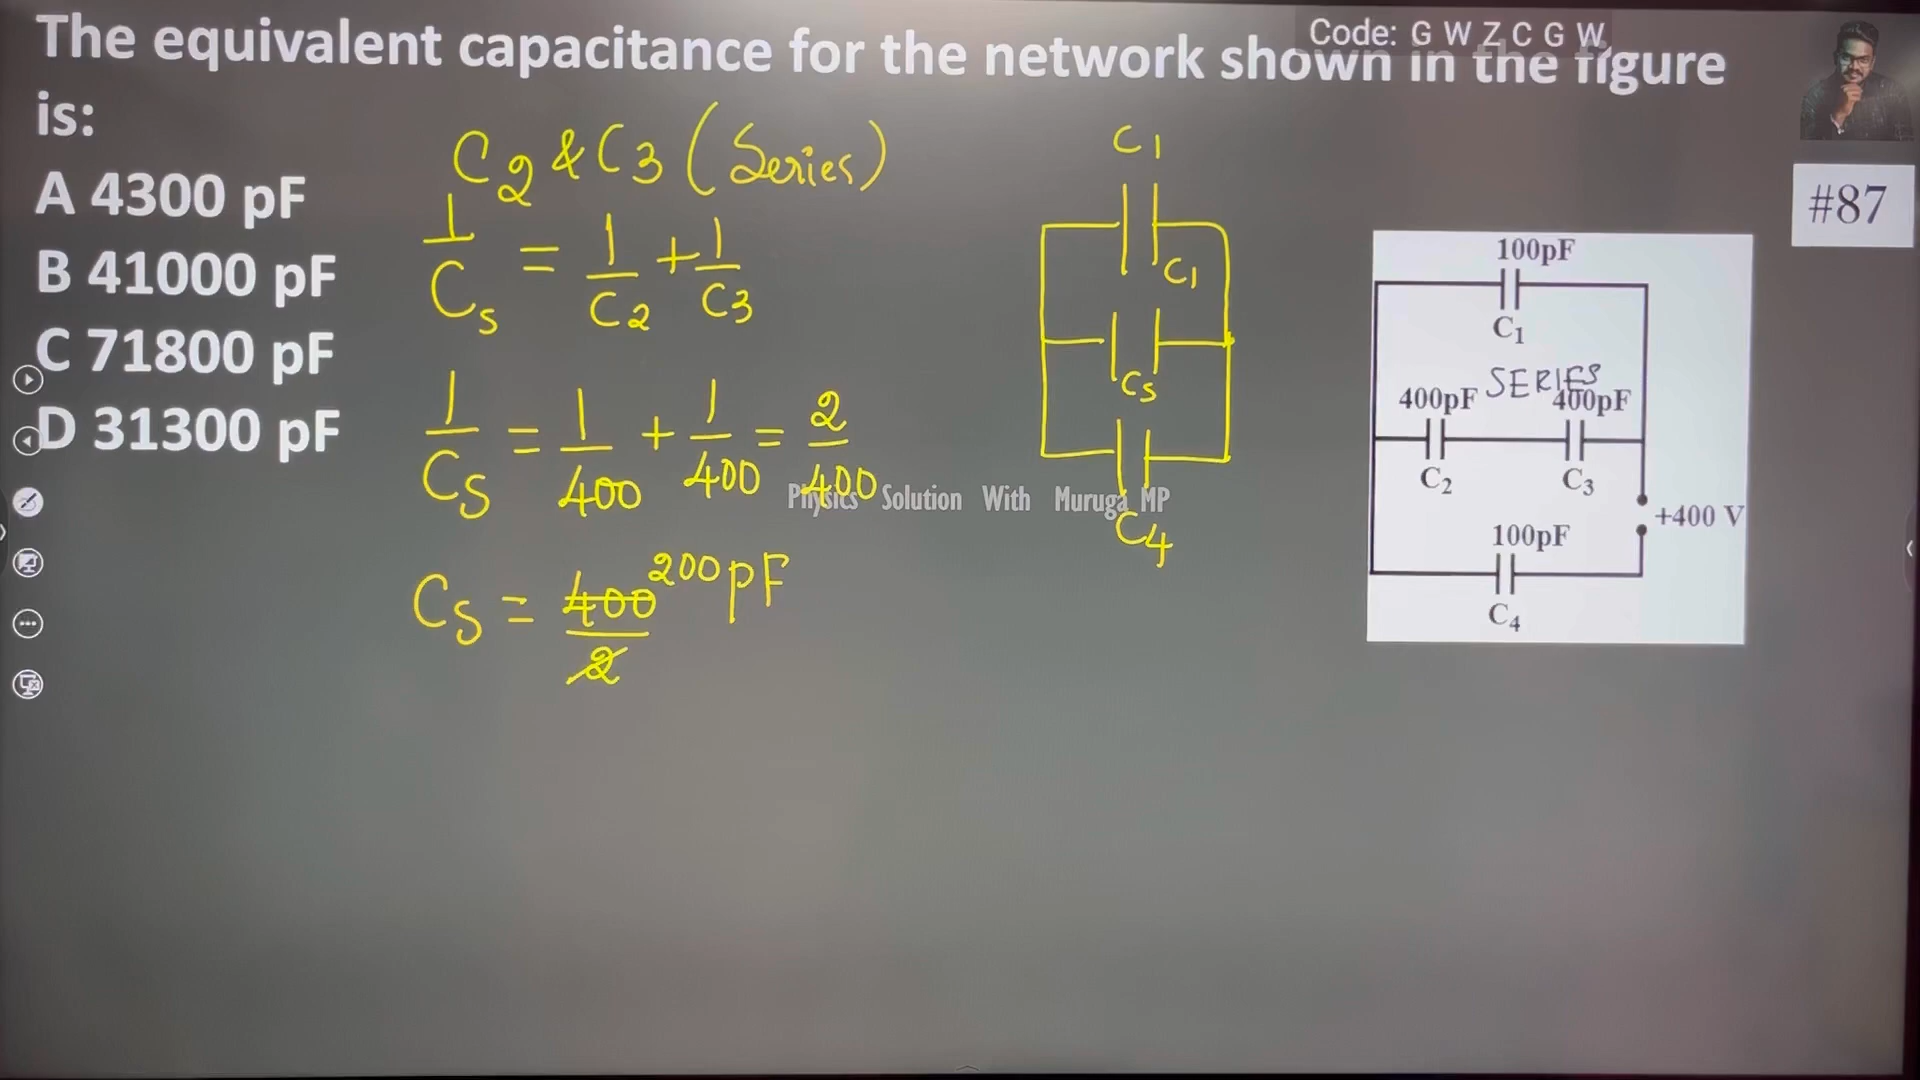 The equivalent capacitance for the network shown in the figure
is:
Code: G W Z C G W
A 4300 pF
B 41000 pF
C 71800 pF
D 31300 pF
C2 & C3 (Series)
1/Cs = 1/C2 + 1/C3
1/Cs = 1/400 + 1/400 = 2/400
Cs = 400/2 200pF
C1
C1
Cs
C4
Physics Solution With Muruga MP
#87
100pF
C1
SERIES
400pF 400pF
C2 C3
+400 V
100pF
C4